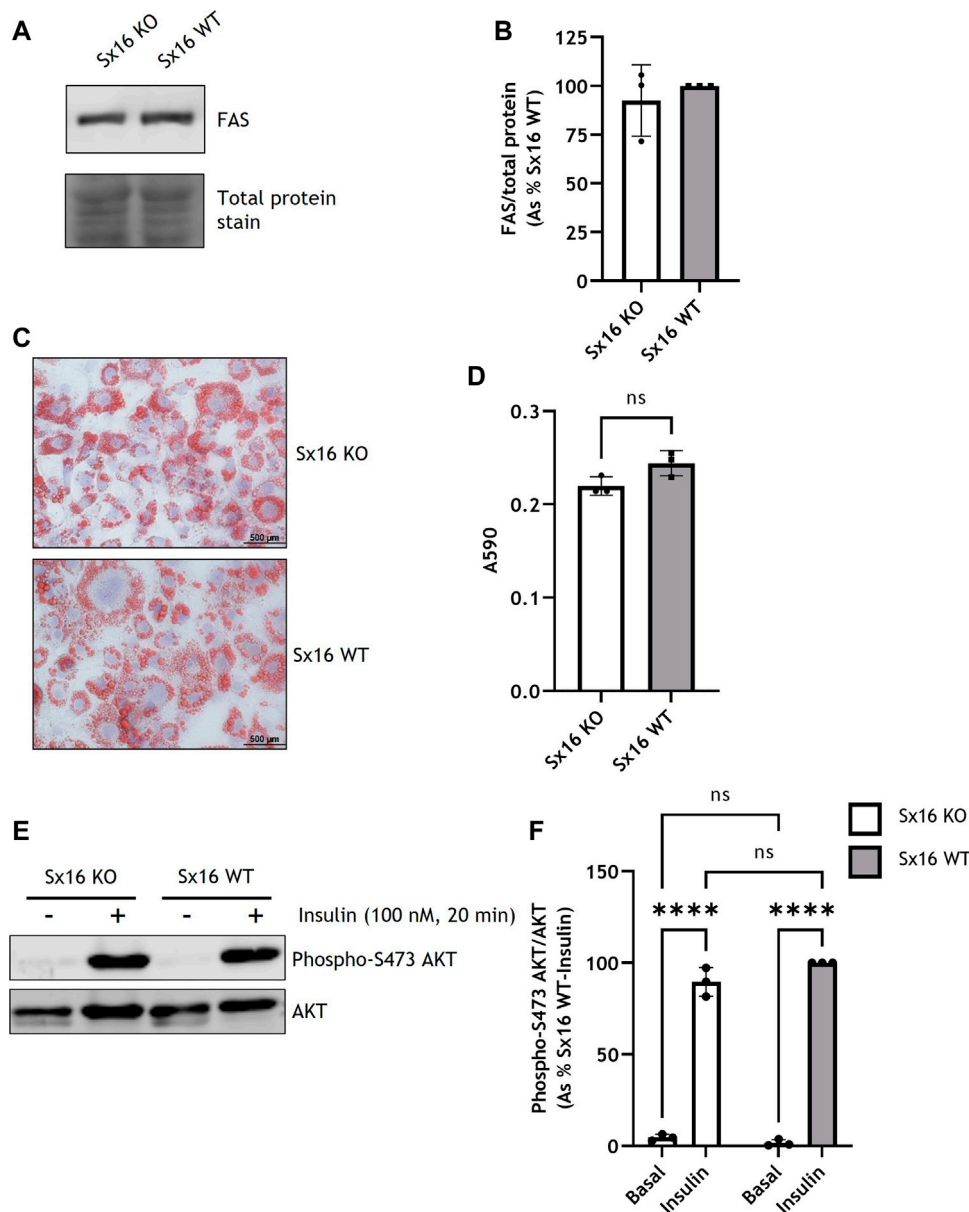 A
Sx16 KO
Sx16 WT
FAS
Total protein
stain
B
FAS/total protein
(As % Sx16 WT)
125
100
75
50
25
0
Sx16 KO
Sx16 WT
C
Sx16 KO
500 µm
Sx16 WT
500 µm
D
ns
A590
0.3
0.2
0.1
0.0
Sx16 KO
Sx16 WT
E
Sx16 KO
Sx16 WT
- + - + Insulin (100 nM, 20 min)
Phospho-S473 AKT
AKT
F
Sx16 KO
Sx16 WT
ns
ns
**** ****
Phospho-S473 AKT/AKT
(As % Sx16 WT-Insulin)
150
100
50
0
Basal
Insulin
Basal
Insulin